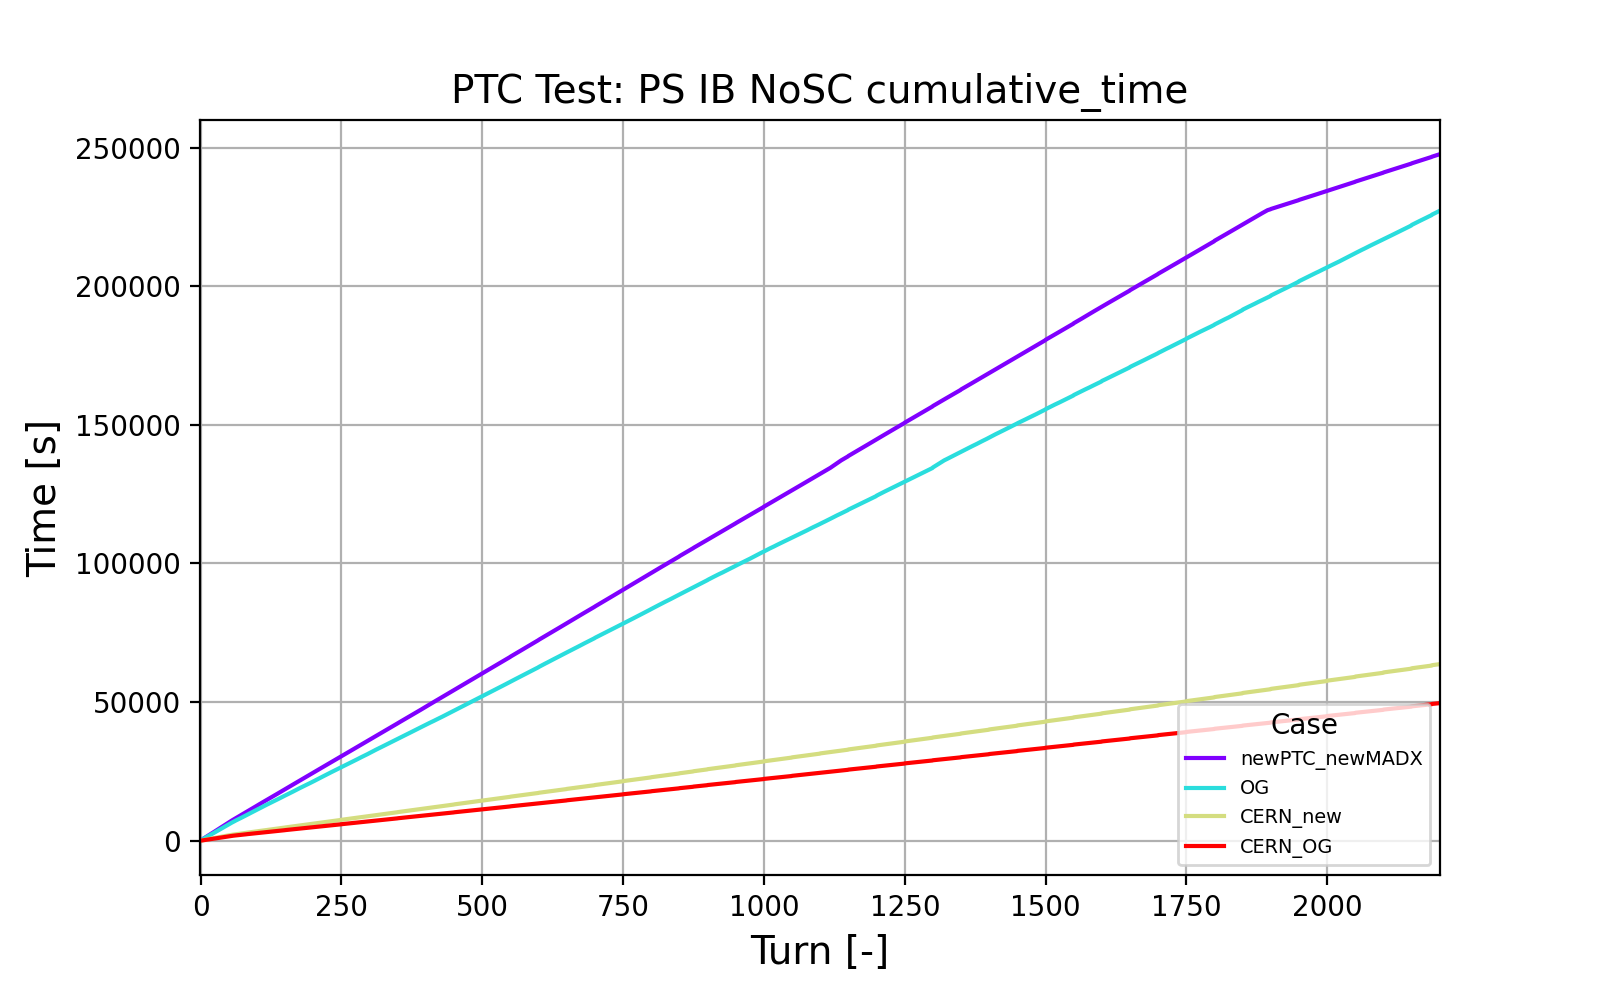 PTC Test: PS IB NoSC cumulative_time
Time [s]
250000
200000
150000
100000
50000
0
0 250 500 750 1000 1250 1500 1750 2000
Turn [-]
Case
newPTC_newMADX
OG
CERN_new
CERN_OG